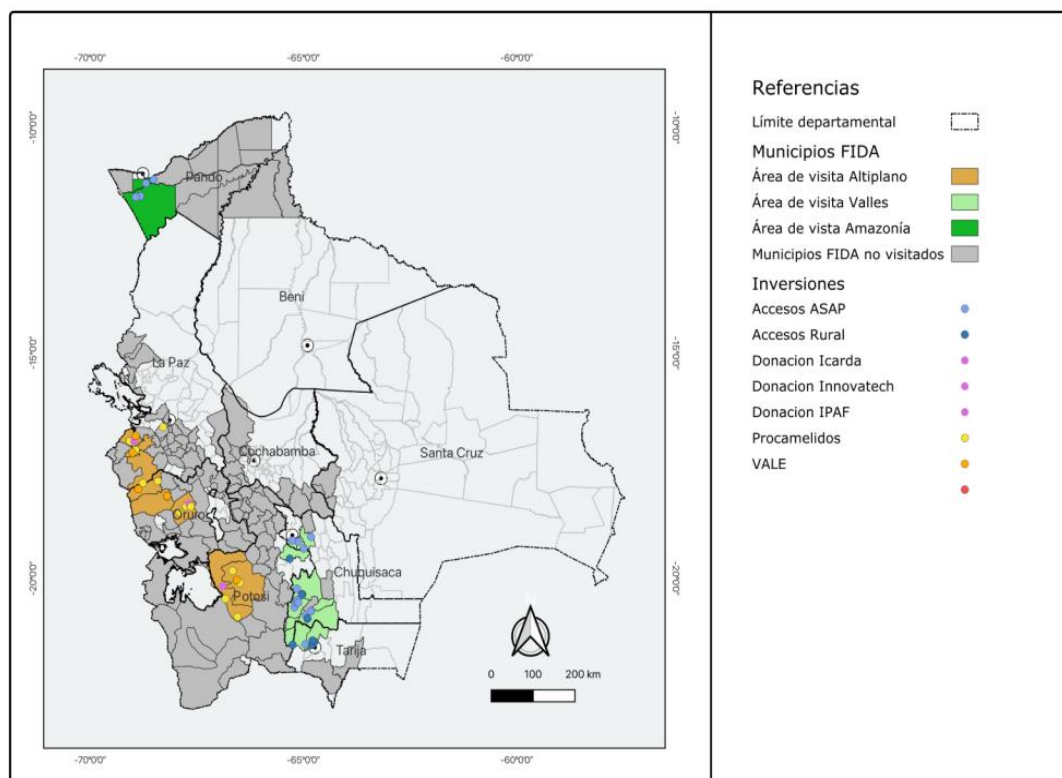 -70°0'0" -65°0'0" -60°0'0"
-10°0'0" -10°0'0"
Pando
Beni
-15°0'0" -15°0'0"
La Paz
Cochabamba
Santa Cruz
Oruro
-20°0'0" -20°0'0"
Chuquisaca
Potosí
N
Tarija
0 100 200 km
-70°0'0" -65°0'0" -60°0'0"
Referencias
Límite departamental
Municipios FIDA
Área de visita Altiplano
Área de visita Valles
Área de vista Amazonía
Municipios FIDA no visitados
Inversiones
Accesos ASAP
Accesos Rural
Donacion Icarda
Donacion Innovatech
Donacion IPAF
Procamelidos
VALE